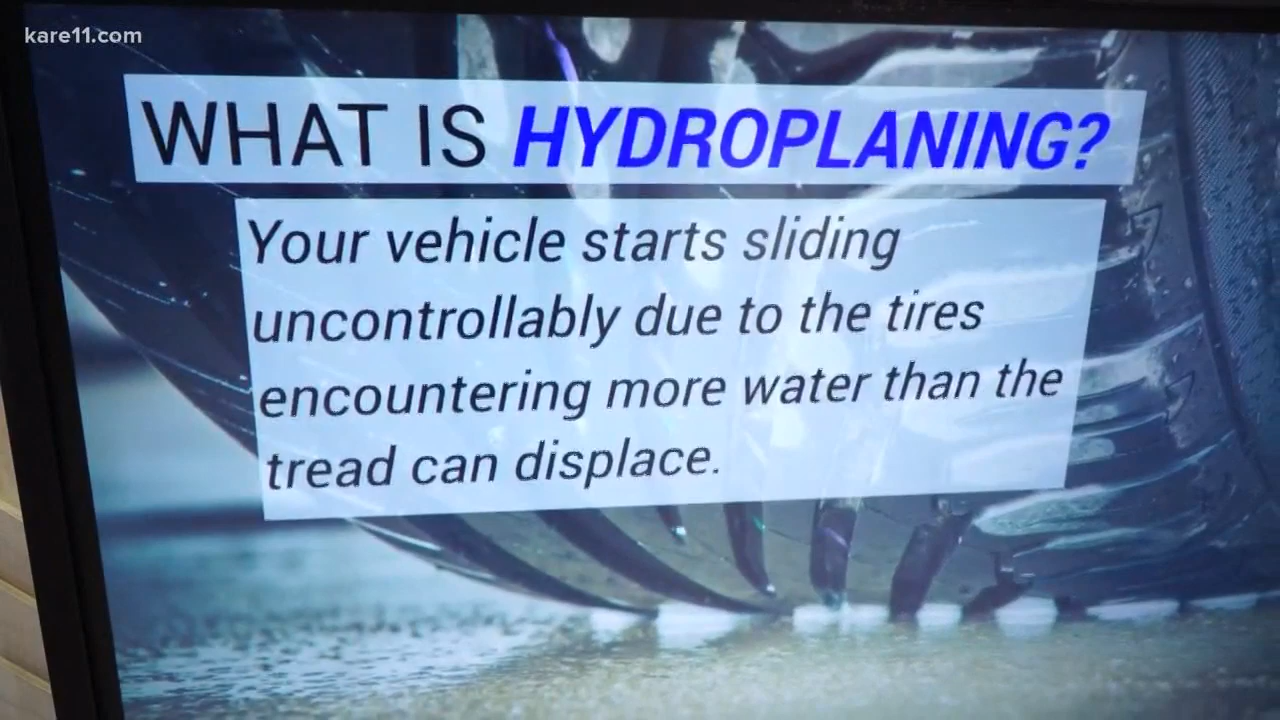 kare11.com
WHAT IS HYDROPLANING?
Your vehicle starts sliding
uncontrollably due to the tires
encountering more water than the
tread can displace.